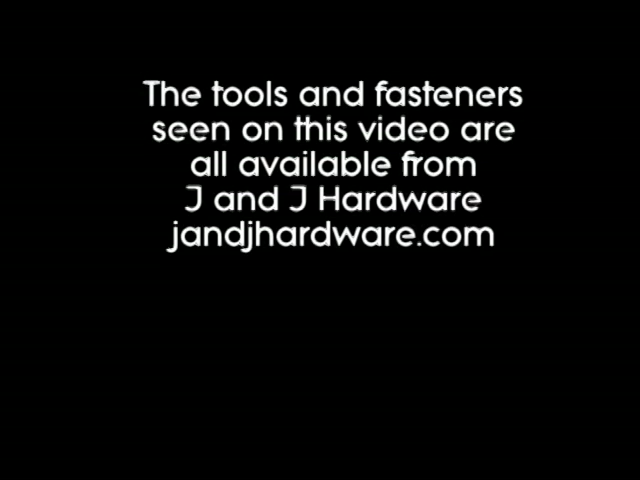 The tools and fasteners
seen on this video are
all available from
J and J Hardware
jandjhardware.com